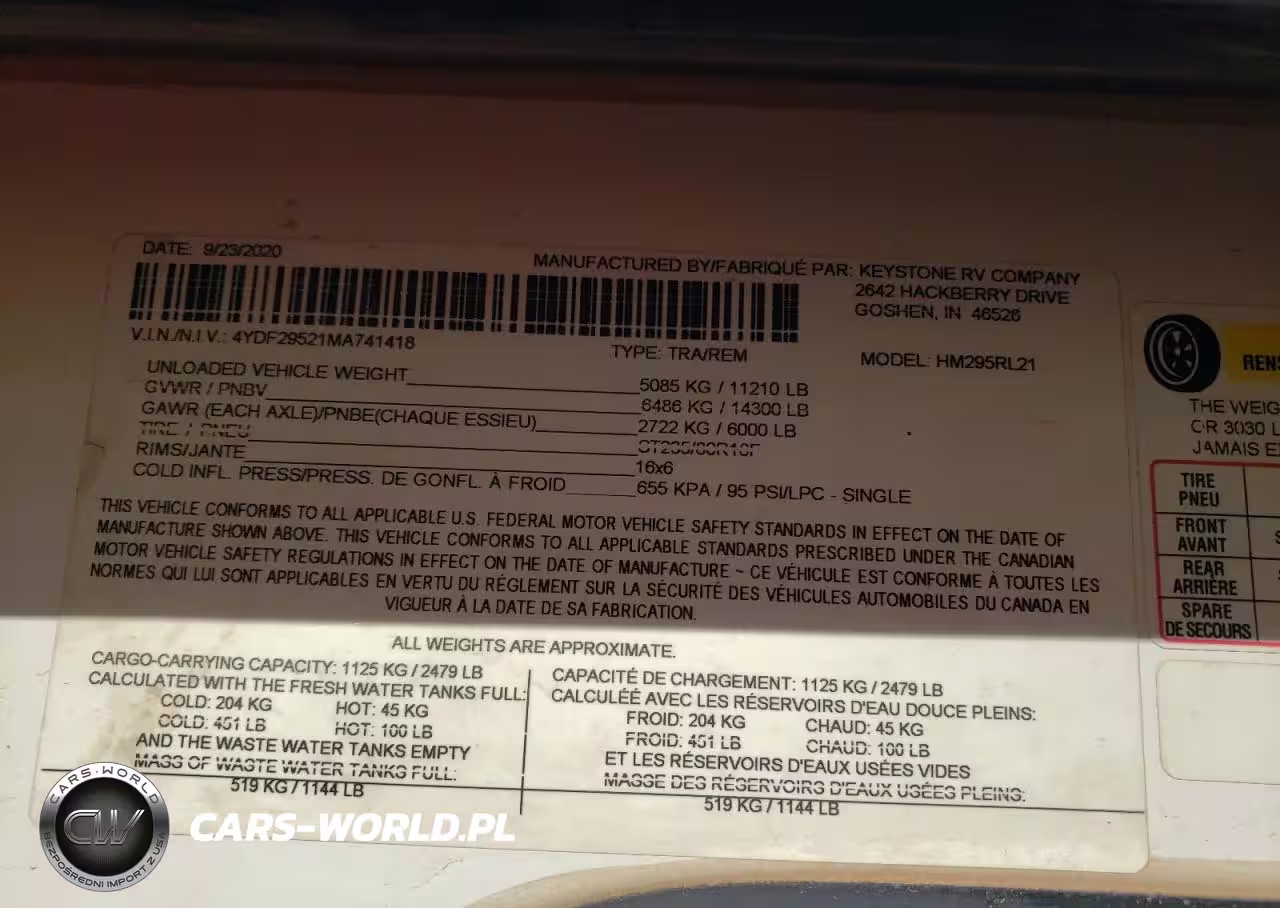 DATE: 9/23/2020
MANUFACTURED BY/FABRIQUÉ PAR: KEYSTONE RV COMPANY
2642 HACKBERRY DRIVE
GOSHEN, IN 46526
V.I.N./N.I.V.: 4YDF29521MA741418
TYPE: TRA/REM
MODEL: HM295RL21
UNLOADED VEHICLE WEIGHT 5085 KG / 11210 LB
GVWR / PNBV 6486 KG / 14300 LB
GAWR (EACH AXLE)/PNBE(CHAQUE ESSIEU) 2722 KG / 6000 LB
TIRE / PNEU
RIMS/JANTE 16x6
COLD INFL. PRESS/PRESS. DE GONFL. À FROID 655 KPA / 95 PSI/LPC - SINGLE
THIS VEHICLE CONFORMS TO ALL APPLICABLE U.S. FEDERAL MOTOR VEHICLE SAFETY STANDARDS IN EFFECT ON THE DATE OF
MANUFACTURE SHOWN ABOVE. THIS VEHICLE CONFORMS TO ALL APPLICABLE STANDARDS PRESCRIBED UNDER THE CANADIAN
MOTOR VEHICLE SAFETY REGULATIONS IN EFFECT ON THE DATE OF MANUFACTURE ~ CE VÉHICULE EST CONFORME À TOUTES LES
NORMES QUI LUI SONT APPLICABLES EN VERTU DU RÉGLEMENT SUR LA SÉCURITÉ DES VÉHICULES AUTOMOBILES DU CANADA EN
VIGUEUR À LA DATE DE SA FABRICATION.
ALL WEIGHTS ARE APPROXIMATE.
CARGO-CARRYING CAPACITY: 1125 KG / 2479 LB
CALCULATED WITH THE FRESH WATER TANKS FULL:
COLD: 204 KG HOT: 45 KG
COLD: 451 LB HOT: 100 LB
AND THE WASTE WATER TANKS EMPTY
MASS OF WASTE WATER TANKS FULL:
519 KG / 1144 LB
CAPACITÉ DE CHARGEMENT: 1125 KG / 2479 LB
CALCULÉE AVEC LES RÉSERVOIRS D'EAU DOUCE PLEINS:
FROID: 204 KG CHAUD: 45 KG
FROID: 451 LB CHAUD: 100 LB
ET LES RÉSERVOIRS D'EAUX USÉES VIDES
MASSE DES RÉSERVOIRS D'EAUX USÉES PLEINS:
519 KG / 1144 LB
RENS
THE WEIG
OR 3030 L
JAMAIS E
TIRE
PNEU
FRONT
AVANT
REAR
ARRIÈRE
SPARE
DE SECOURS
CARS-WORLD
CW
BEZPOŚREDNI IMPORT Z USA
CARS-WORLD.PL